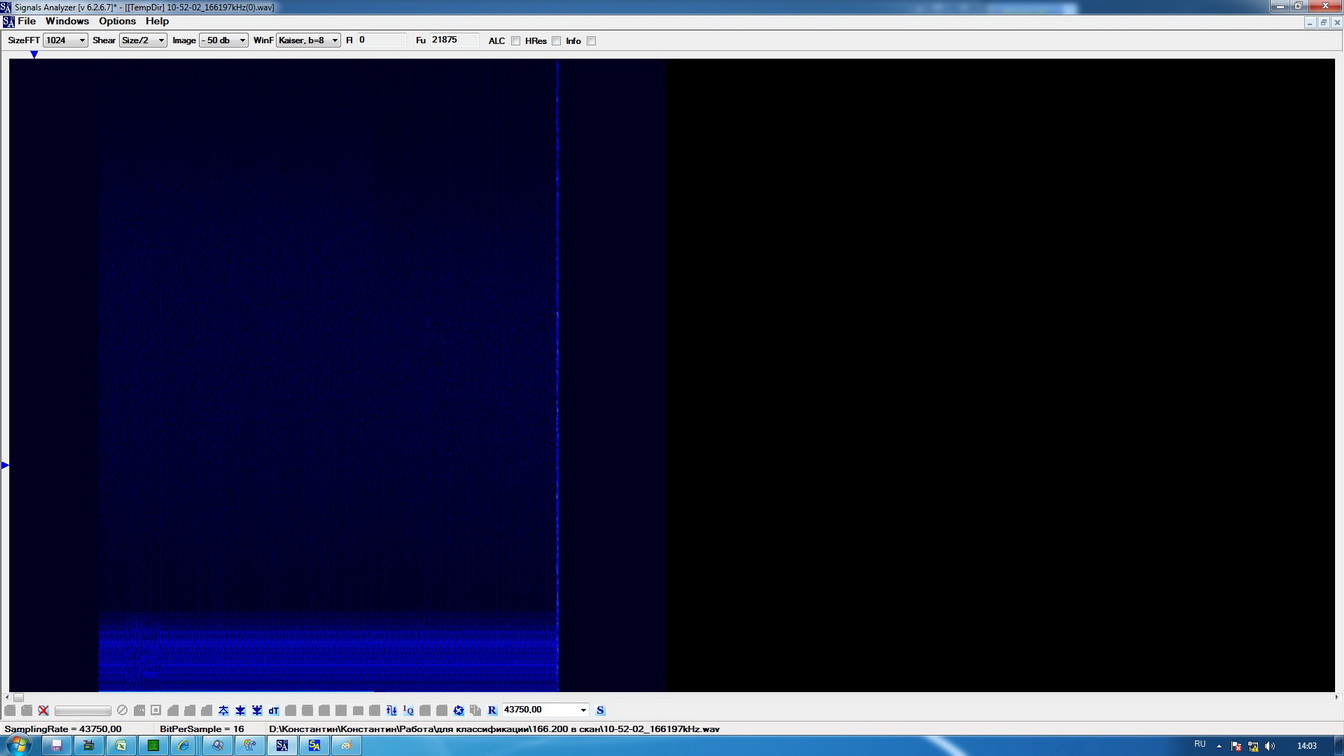 Signals Analyzer [v 6.2.6.7]* - [[TempDir] 10-52-02_166197kHz(0).wav]
File Windows Options Help
SizeFFT 1024 Shear Size/2 Image - 50 db WinF Kaiser, b=8 Fl 0 Fu 21875 ALC HRes Info
dT R 43750,00 S
SamplingRate = 43750,00 BitPerSample = 16 D:\Константин\Константин\Работа\для классификации\166.200 в скан\10-52-02_166197kHz.wav
SA SA RU 14:03